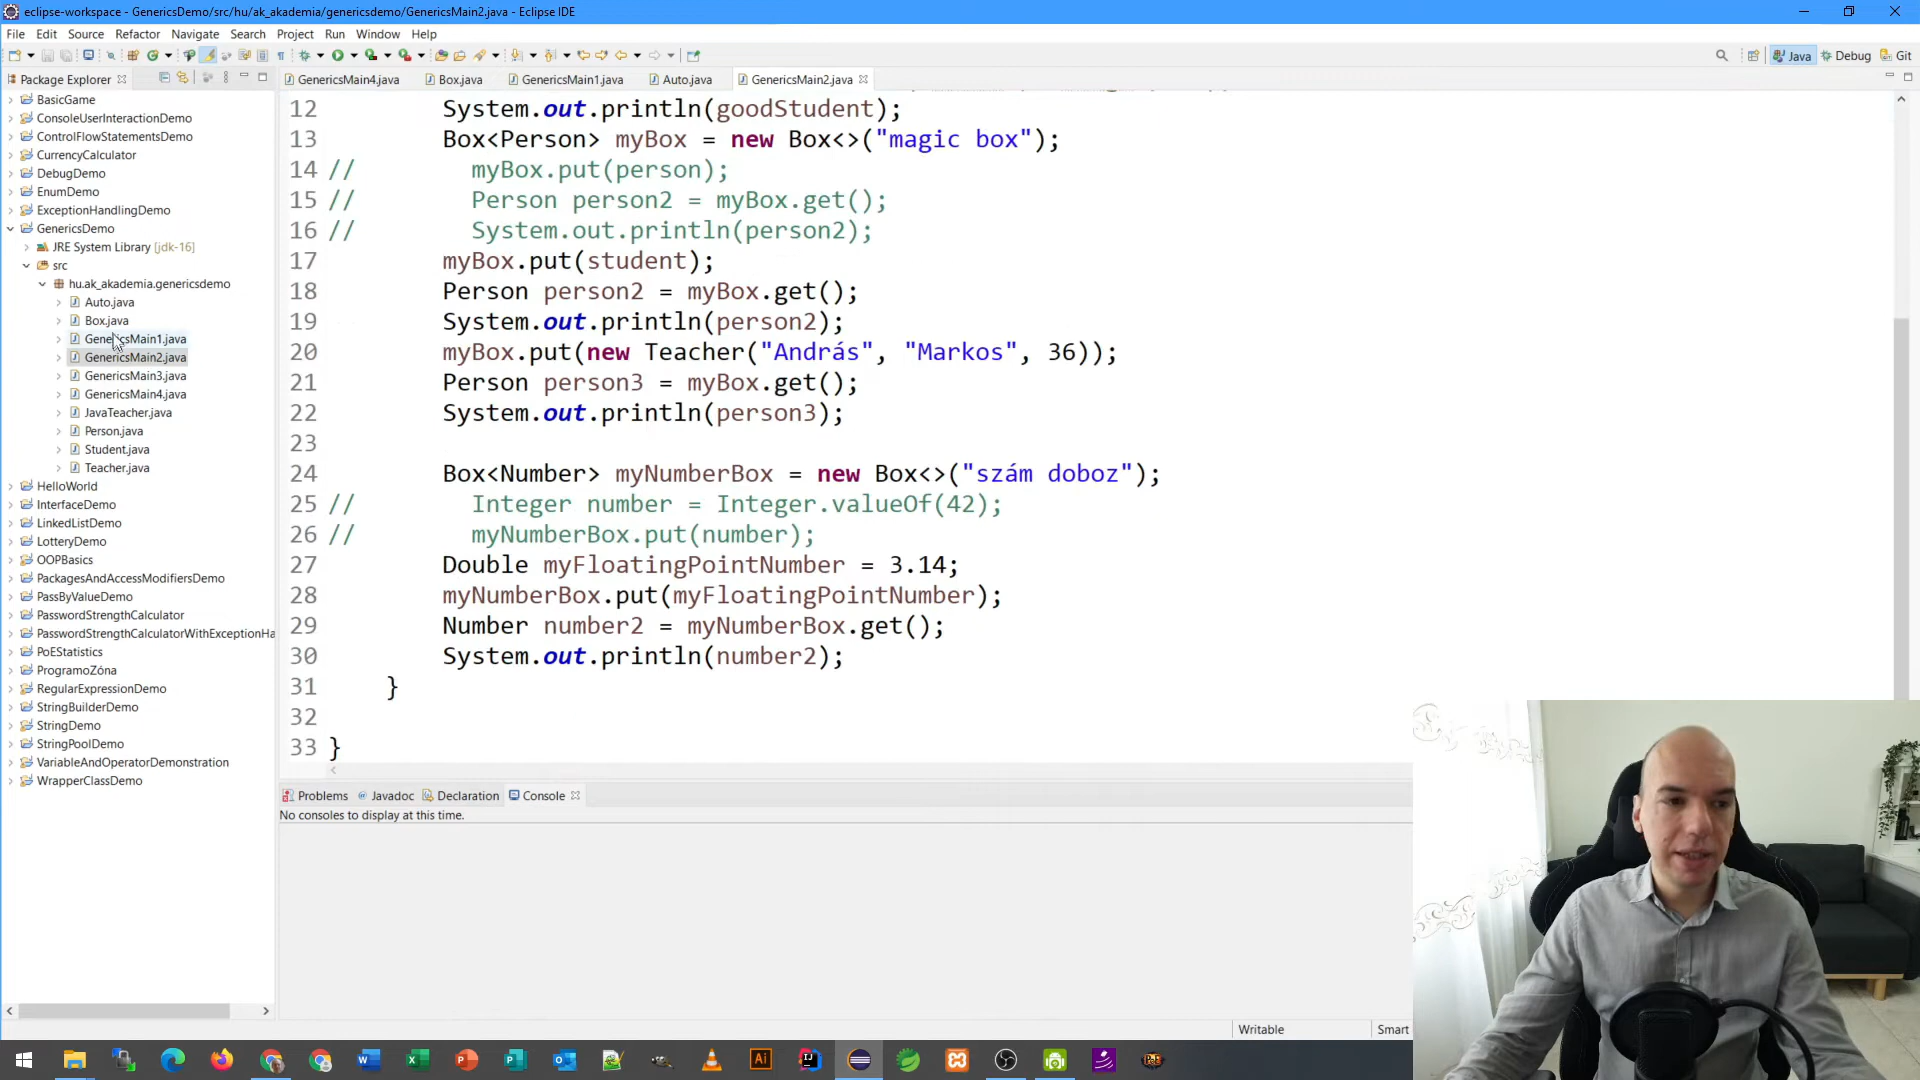 eclipse-workspace - GenericsDemo/src/hu/ak_akademia/genericsdemo/GenericsMain2.java - Eclipse IDE
File Edit Source Refactor Navigate Search Project Run Window Help
Java Debug Git
Package Explorer
GenericsMain4.java Box.java GenericsMain1.java Auto.java GenericsMain2.java
BasicGame
ConsoleUserInteractionDemo
ControlFlowStatementsDemo
CurrencyCalculator
DebugDemo
EnumDemo
ExceptionHandlingDemo
GenericsDemo
JRE System Library [jdk-16]
src
hu.ak_akademia.genericsdemo
Auto.java
Box.java
GenericsMain1.java
GenericsMain2.java
GenericsMain3.java
GenericsMain4.java
JavaTeacher.java
Person.java
Student.java
Teacher.java
HelloWorld
InterfaceDemo
LinkedListDemo
LotteryDemo
OOPBasics
PackagesAndAccessModifiersDemo
PassByValueDemo
PasswordStrengthCalculator
PasswordStrengthCalculatorWithExceptionHa
PoEStatistics
ProgramoZóna
RegularExpressionDemo
StringBuilderDemo
StringDemo
StringPoolDemo
VariableAndOperatorDemonstration
WrapperClassDemo
12 System.out.println(goodStudent);
13 Box<Person> myBox = new Box<>("magic box");
14 // myBox.put(person);
15 // Person person2 = myBox.get();
16 // System.out.println(person2);
17 myBox.put(student);
18 Person person2 = myBox.get();
19 System.out.println(person2);
20 myBox.put(new Teacher("András", "Markos", 36));
21 Person person3 = myBox.get();
22 System.out.println(person3);
23
24 Box<Number> myNumberBox = new Box<>("szám doboz");
25 // Integer number = Integer.valueOf(42);
26 // myNumberBox.put(number);
27 Double myFloatingPointNumber = 3.14;
28 myNumberBox.put(myFloatingPointNumber);
29 Number number2 = myNumberBox.get();
30 System.out.println(number2);
31 }
32
33 }
Problems Javadoc Declaration Console
No consoles to display at this time.
Writable Smart